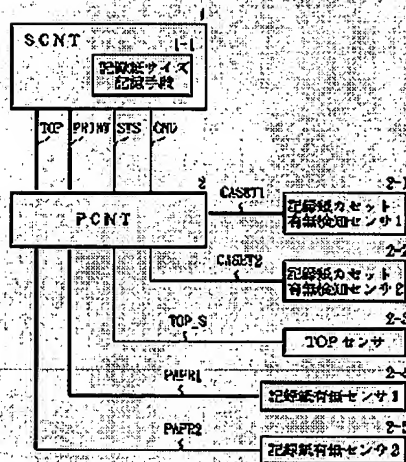 1
SCNT
1-1
記録紙サイズ
記憶手段
TOP
PRINT
STS
CMD
2
PCNT
CASET1
2-1
記録紙カセット
有無検知センサ1
CASET2
2-2
記録紙カセット
有無検知センサ2
TOP_S
2-3
TOPセンサ
PAPR1
2-4
記録紙有無センサ1
PAPR2
2-5
記録紙有無センサ2